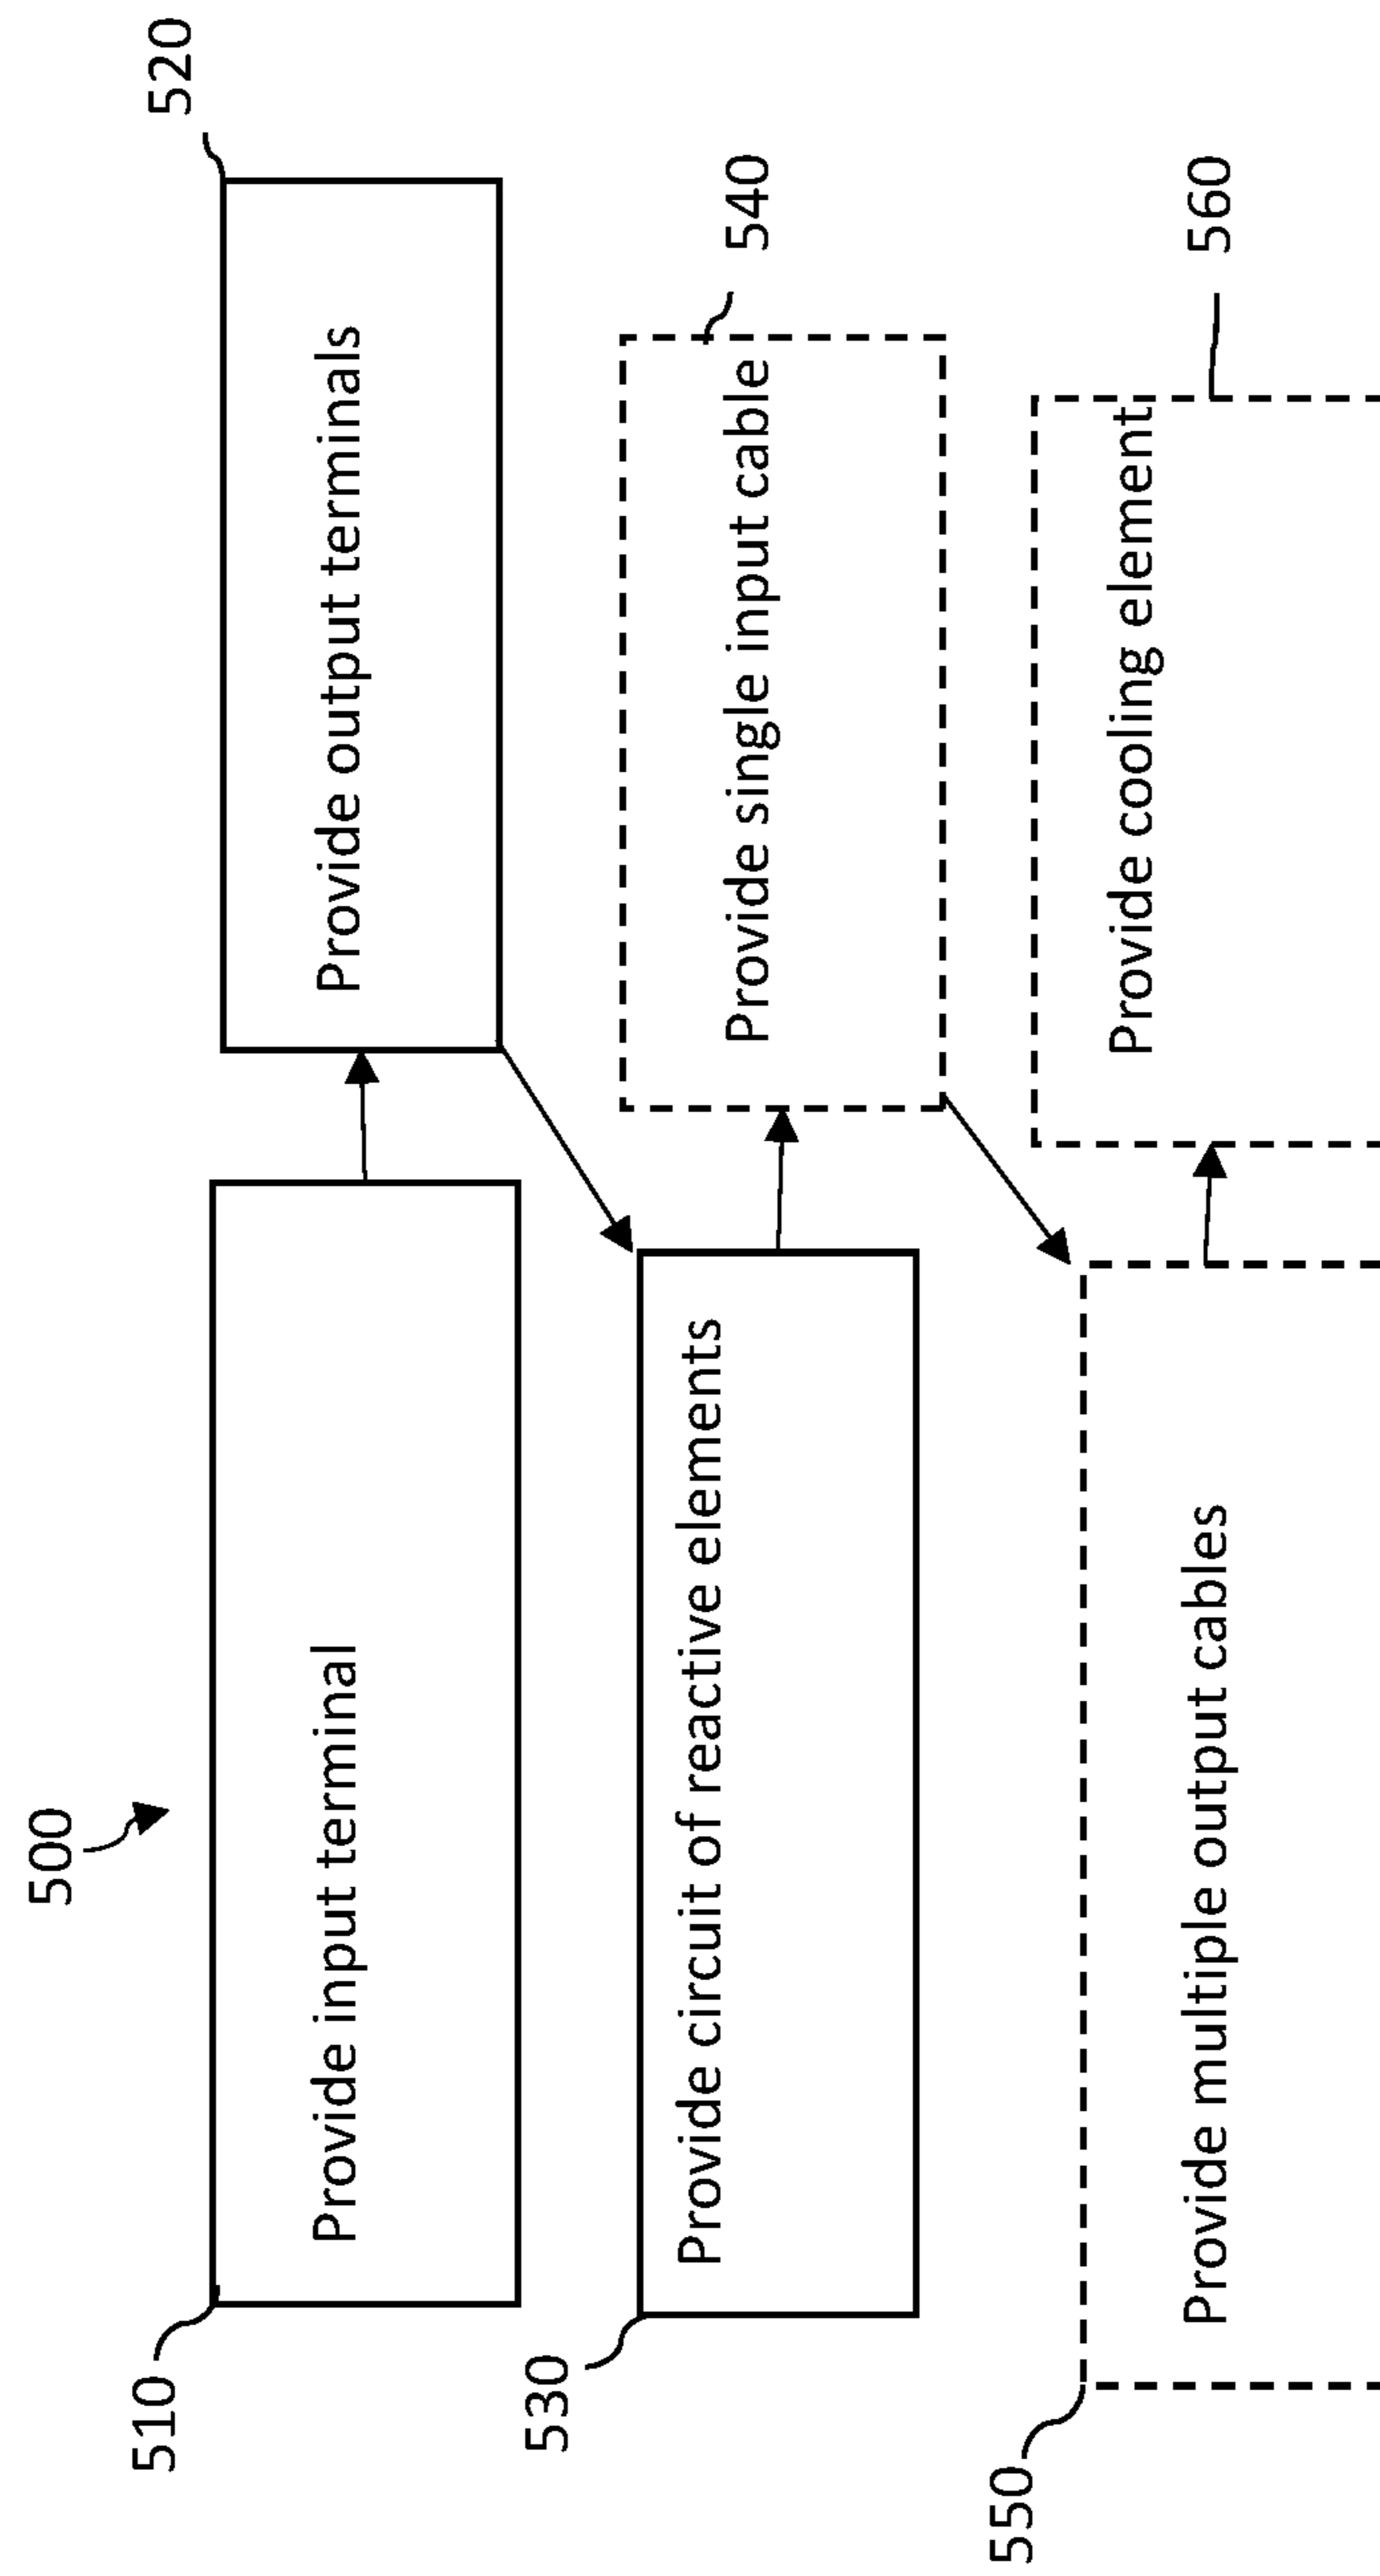 500
510
Provide input terminal
520
Provide output terminals
530
Provide circuit of reactive elements
540
Provide single input cable
550
Provide multiple output cables
560
Provide cooling element